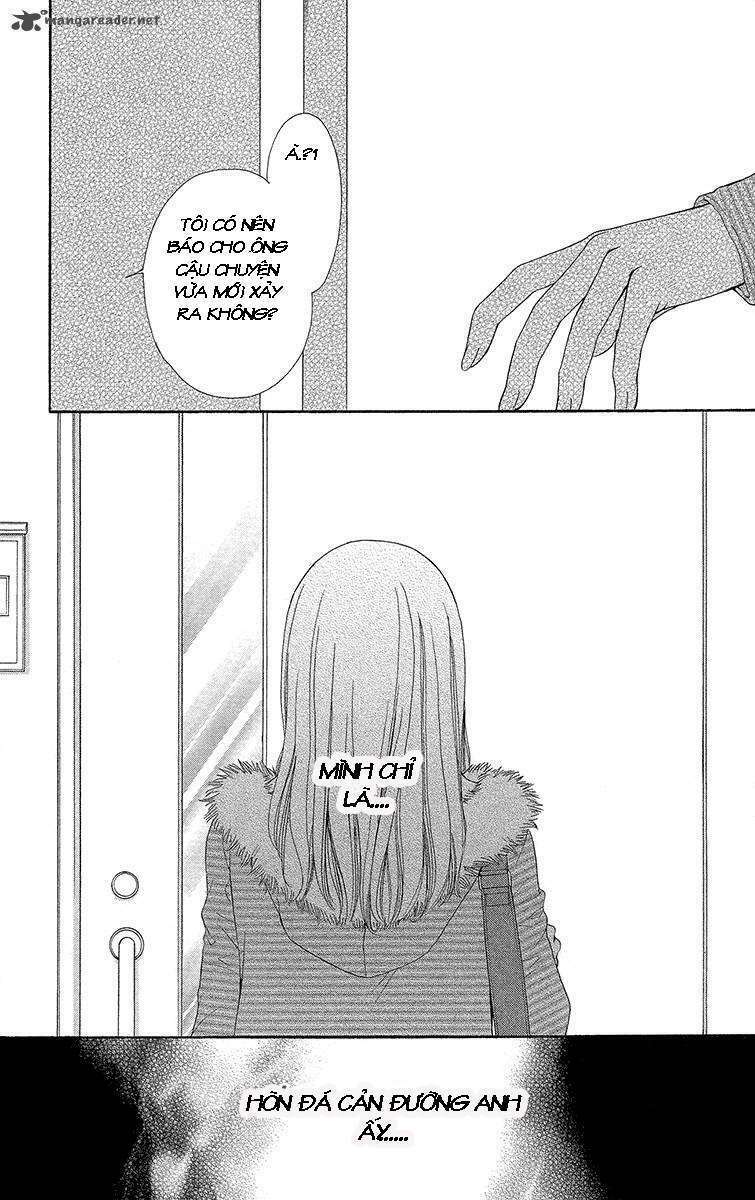 mangareader.net
À.?1
TÔI CÓ NÊN
BÁO CHO ÔNG
CẬU CHUYỆN
VỪA MỚI XẢY
RA KHÔNG?
MÌNH CHỈ
LÀ....
HÒN ĐÁ CẢN ĐƯỜNG ANH
ẤY.....